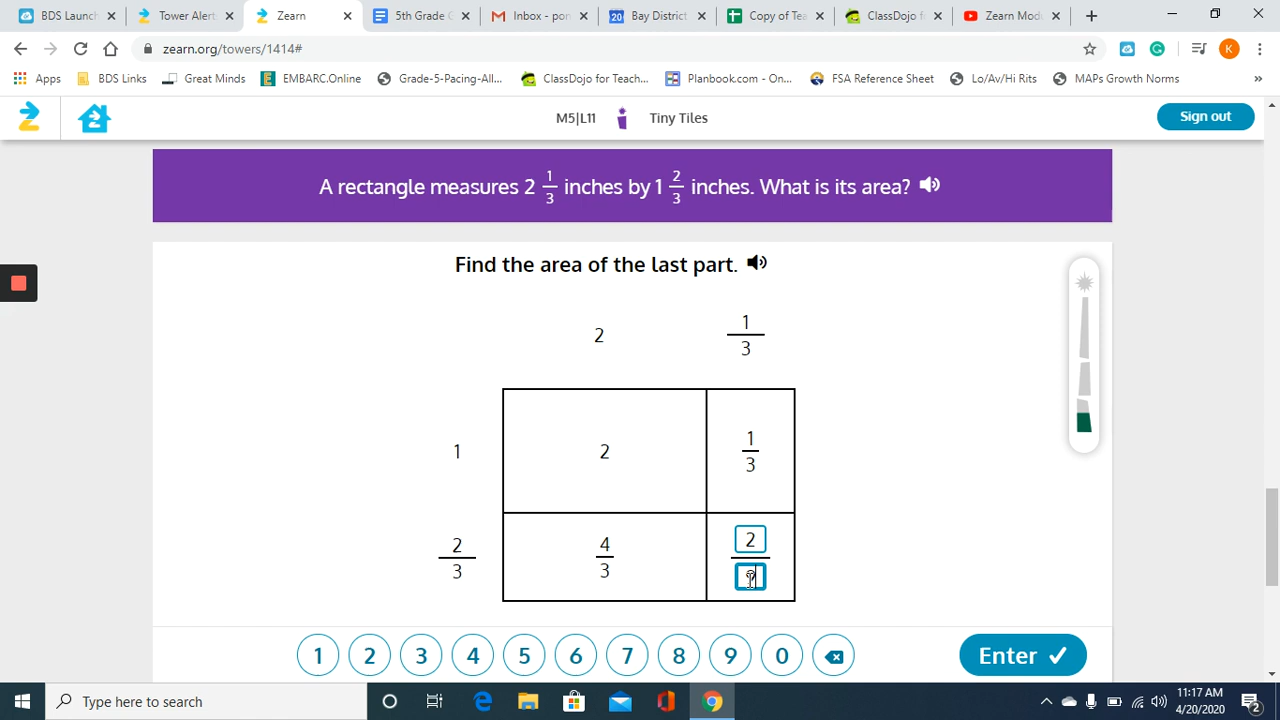 BDS Launch
Tower Alert
Zearn
5th Grade G
Inbox - por
20 Bay District
Copy of Tea
ClassDojo f
Zearn Modu
zearn.org/towers/1414#
K
Apps BDS Links Great Minds EMBARC.Online Grade-5-Pacing-All... ClassDojo for Teach... Planbook.com - On... FSA Reference Sheet Lo/Av/Hi Rits MAPs Growth Norms »
M5|L11 Tiny Tiles
Sign out
A rectangle measures 2 1/3 inches by 1 2/3 inches. What is its area?
Find the area of the last part.
2 1/3
1 2 1/3
2/3 4/3 2/
1 2 3 4 5 6 7 8 9 0
Enter ✓
Type here to search
11:17 AM
4/20/2020
2